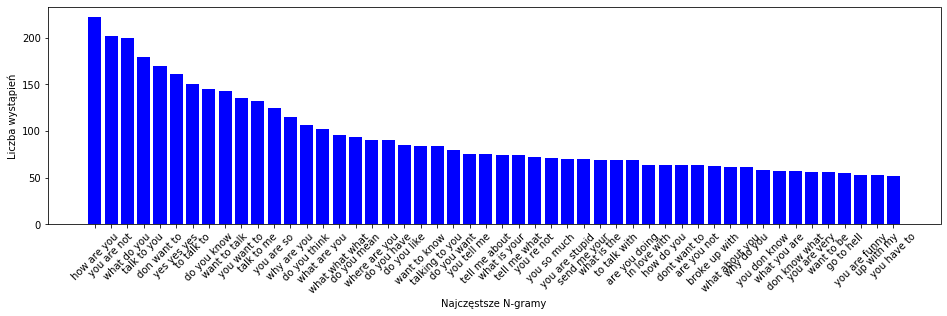 Liczba wystąpień
200
150
100
50
0
how are you
you are not
what do you
talk to you
don want to
yes yes yes
to talk to
do you know
want to talk
you want to
talk to me
you are so
why are you
do you think
what are you
what what what
do you mean
where are you
do you have
do you like
want to know
talking to you
do you want
you tell me
tell me about
what is your
tell me what
you re not
you so much
you are stupid
send me your
what is the
to talk with
are you doing
in love with
how do you
dont want to
are you not
broke up with
what about you
why do you
you don know
what you are
don know what
you are very
want to be
go to hell
you are funny
up with my
you have to
Najczęstsze N-gramy